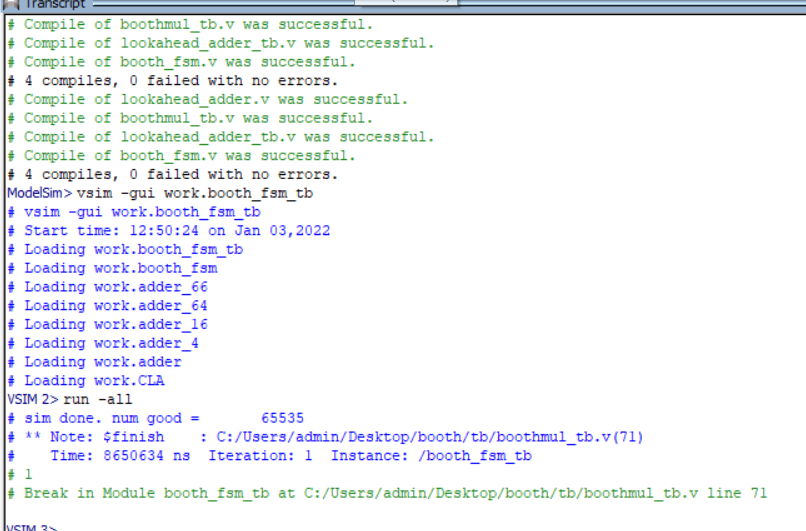 Transcript
# Compile of boothmul_tb.v was successful.
# Compile of lookahead_adder_tb.v was successful.
# Compile of booth_fsm.v was successful.
# 4 compiles, 0 failed with no errors.
# Compile of lookahead_adder.v was successful.
# Compile of boothmul_tb.v was successful.
# Compile of lookahead_adder_tb.v was successful.
# Compile of booth_fsm.v was successful.
# 4 compiles, 0 failed with no errors.
ModelSim> vsim -gui work.booth_fsm_tb
# vsim -gui work.booth_fsm_tb
# Start time: 12:50:24 on Jan 03,2022
# Loading work.booth_fsm_tb
# Loading work.booth_fsm
# Loading work.adder_66
# Loading work.adder_64
# Loading work.adder_16
# Loading work.adder_4
# Loading work.adder
# Loading work.CLA
VSIM 2> run -all
# sim done. num good =       65535
# ** Note: $finish    : C:/Users/admin/Desktop/booth/tb/boothmul_tb.v(71)
#    Time: 8650634 ns  Iteration: 1  Instance: /booth_fsm_tb
# 1
# Break in Module booth_fsm_tb at C:/Users/admin/Desktop/booth/tb/boothmul_tb.v line 71
VSIM 3>